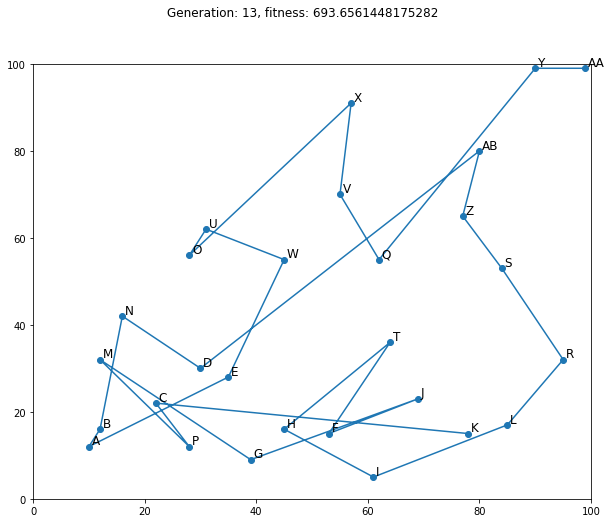 Generation: 13, fitness: 693.6561448175282
100
Y
AA
X
80
AB
V
Z
U
60
O
W
Q
S
N
40
T
M
R
D
E
C
J
20
B
H
F
L
K
A
P
G
I
0
0
20
40
60
80
100